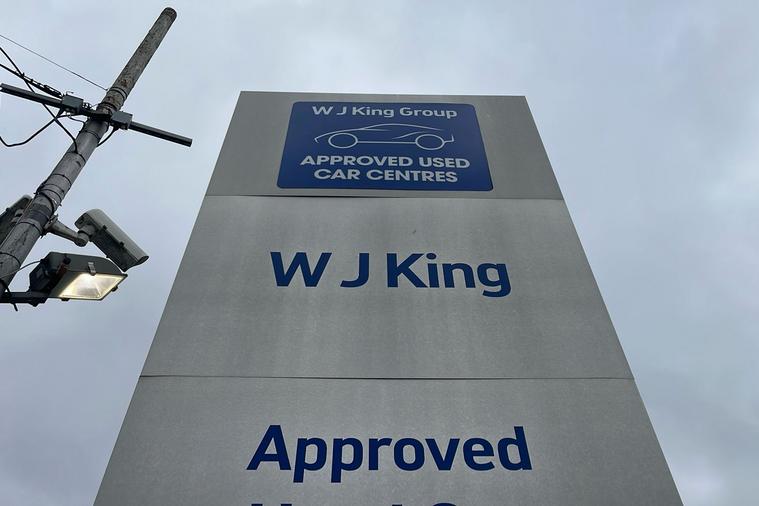 W J King Group
APPROVED USED
CAR CENTRES
W J King
Approved